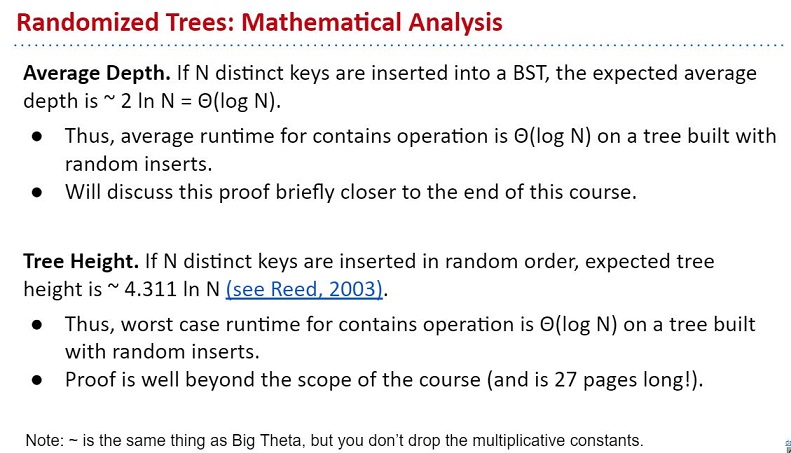 Randomized Trees: Mathematical Analysis
Average Depth. If N distinct keys are inserted into a BST, the expected average
depth is ~ 2 ln N = Θ(log N).
● Thus, average runtime for contains operation is Θ(log N) on a tree built with
random inserts.
● Will discuss this proof briefly closer to the end of this course.
Tree Height. If N distinct keys are inserted in random order, expected tree
height is ~ 4.311 ln N (see Reed, 2003).
● Thus, worst case runtime for contains operation is Θ(log N) on a tree built
with random inserts.
● Proof is well beyond the scope of the course (and is 27 pages long!).
Note: ~ is the same thing as Big Theta, but you don’t drop the multiplicative constants.